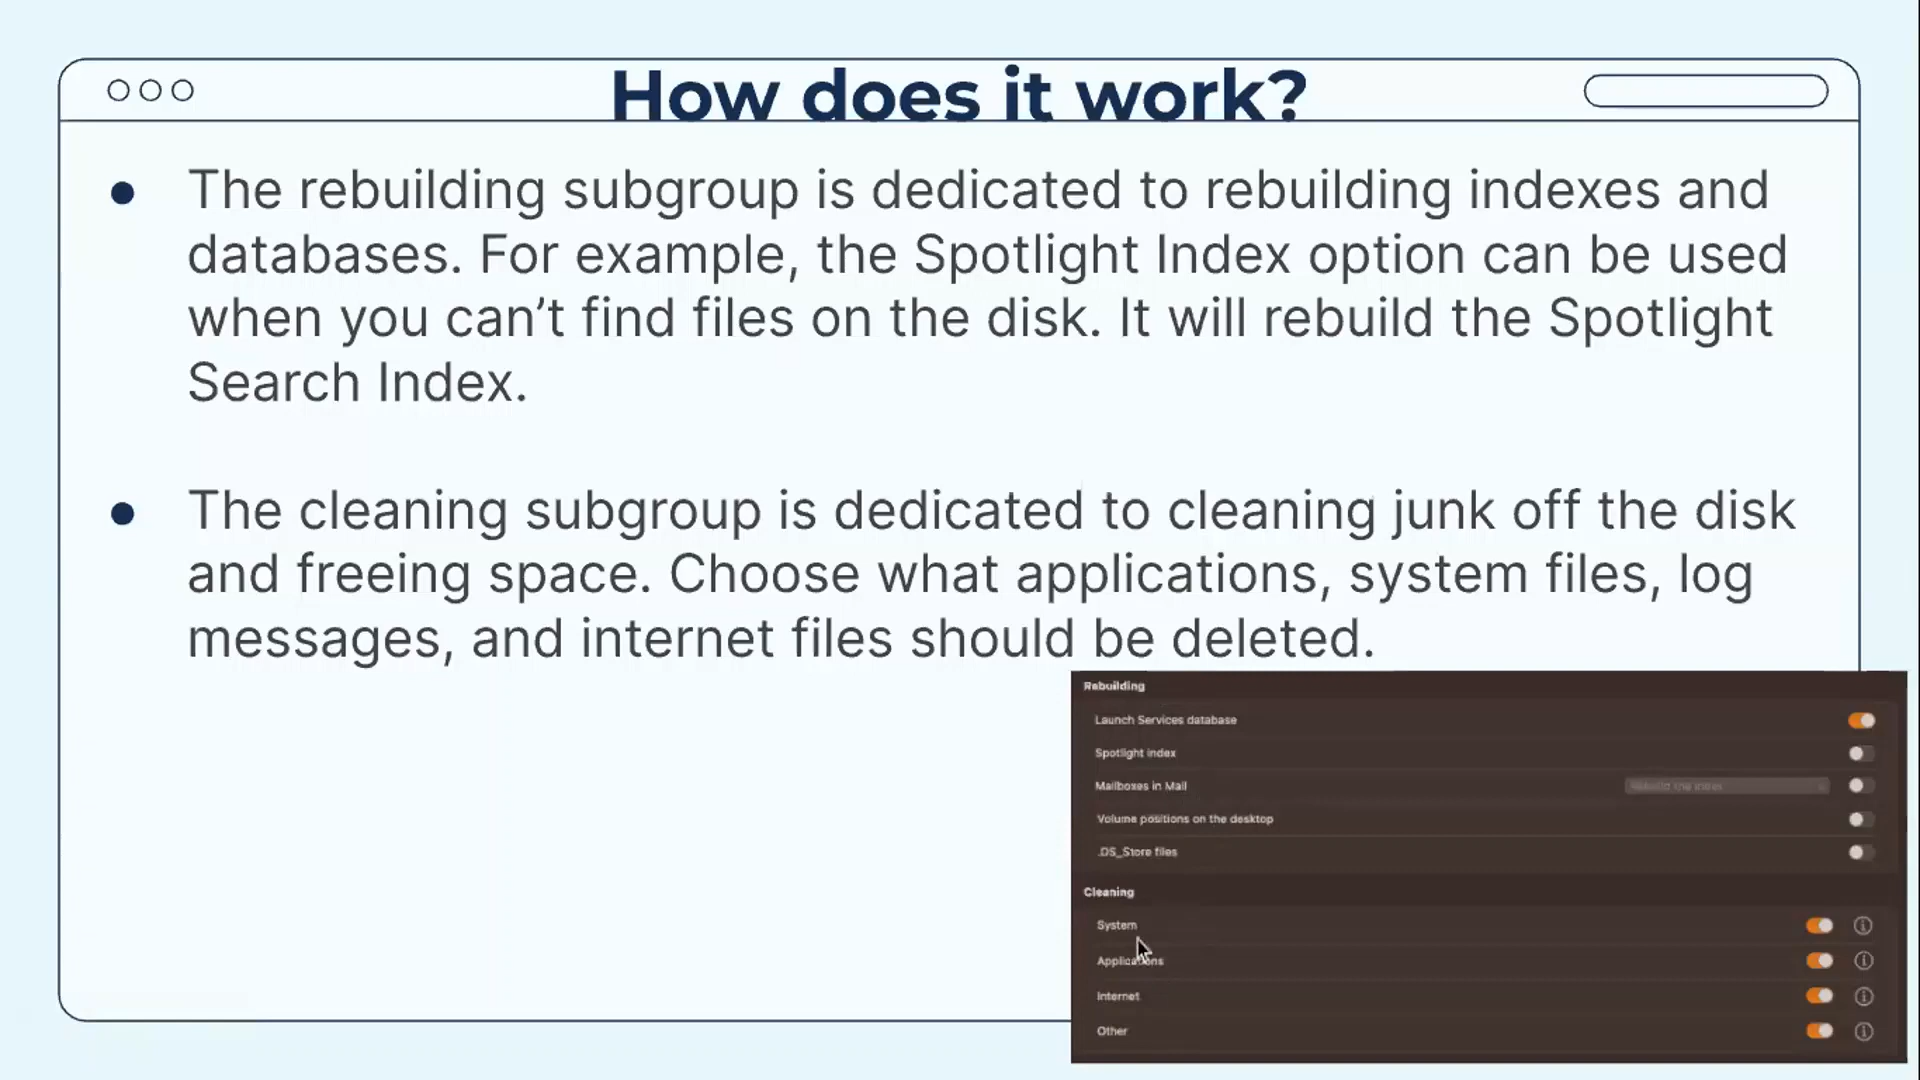 How does it work?
The rebuilding subgroup is dedicated to rebuilding indexes and
databases. For example, the Spotlight Index option can be used
when you can’t find files on the disk. It will rebuild the Spotlight
Search Index.
The cleaning subgroup is dedicated to cleaning junk off the disk
and freeing space. Choose what applications, system files, log
messages, and internet files should be deleted.
Rebuilding
Launch Services database
Spotlight index
Mailboxes in Mail
Rebuild the index
Volume positions on the desktop
.DS_Store files
Cleaning
System
Applications
Internet
Other